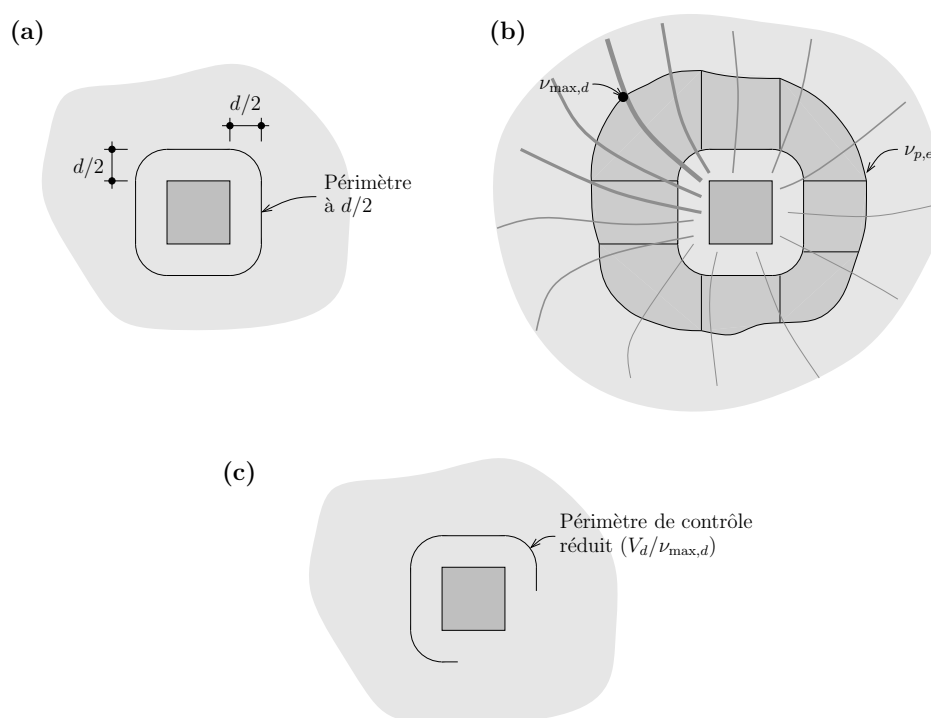 (a)
d/2
d/2
Périmètre
à d/2
(b)
ν_max,d
ν_p,e
(c)
Périmètre de contrôle
réduit (V_d/ν_max,d)